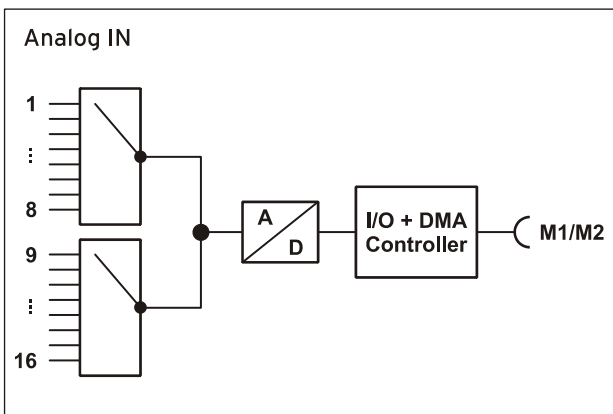 Analog IN
1
⋮
8
9
⋮
16
A
D
I/O + DMA
Controller
M1/M2